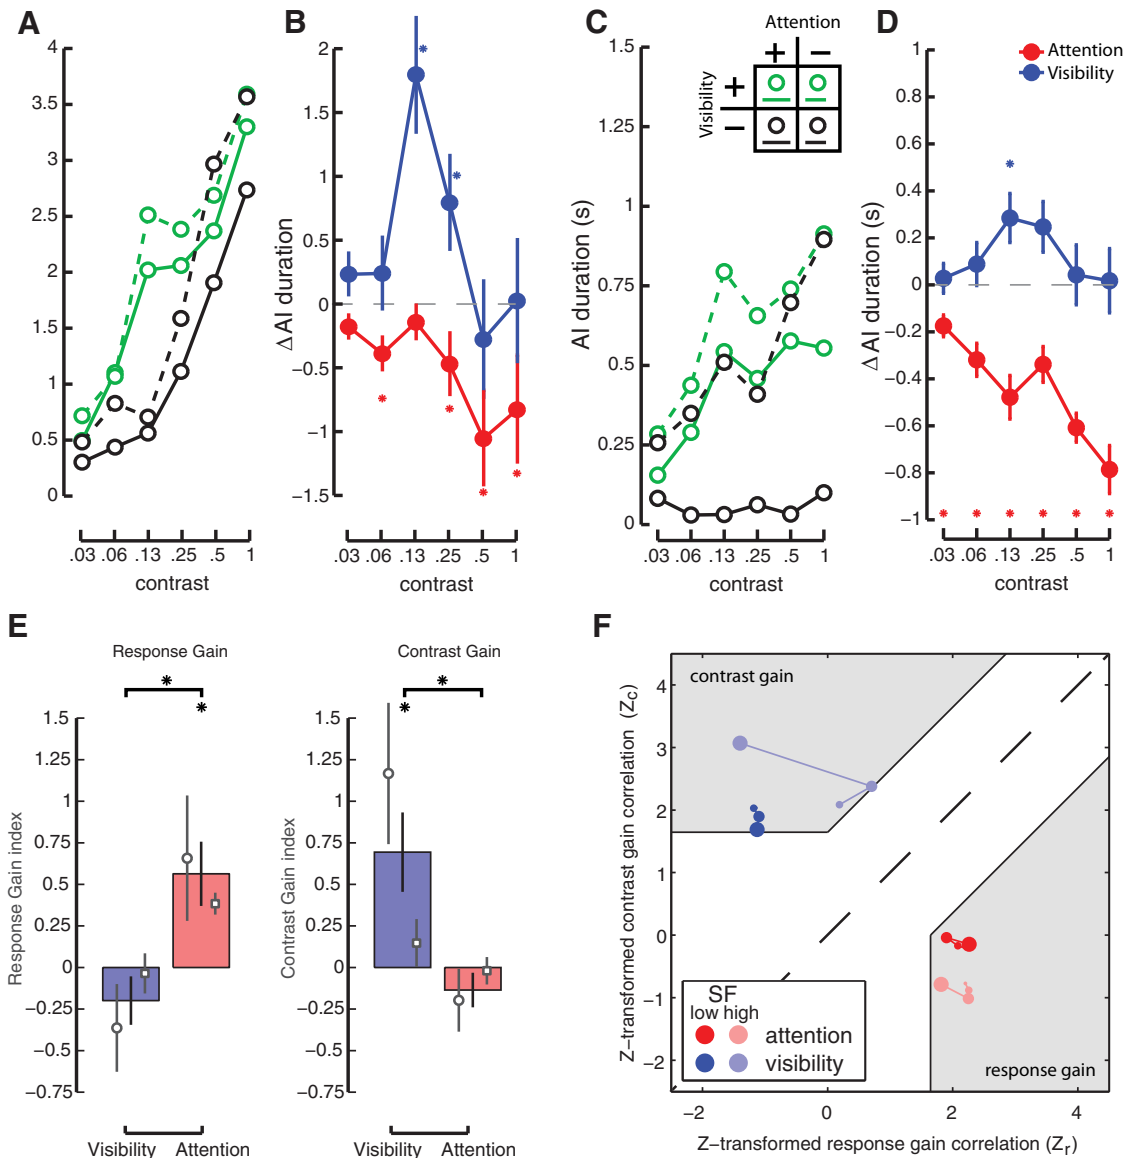 A
4
3.5
3
2.5
2
1.5
1
0.5
0
.03 .06 .13 .25 .5 1
contrast
B
Δ AI duration
2
1.5
1
0.5
0
−0.5
−1
−1.5
.03 .06 .13 .25 .5 1
contrast
C
Attention
+ −
Visibility
+
−
AI duration (s)
1.5
1.25
1
0.75
0.5
0.25
0
.03 .06 .13 .25 .5 1
contrast
D
Attention
Visibility
Δ AI duration (s)
1
0.8
0.6
0.4
0.2
0
−0.2
−0.4
−0.6
−0.8
−1
.03 .06 .13 .25 .5 1
contrast
E
Response Gain
*
*
Response Gain index
1.5
1.25
1
0.75
0.5
0.25
0
−0.25
−0.5
−0.75
Visibility Attention
Contrast Gain
*
*
Contrast Gain index
1.5
1.25
1
0.75
0.5
0.25
0
−0.25
−0.5
−0.75
Visibility Attention
F
contrast gain
Z−transformed contrast gain correlation (Zc)
4
3
2
1
0
−1
−2
SF
low high
attention
visibility
response gain
−2 0 2 4
Z−transformed response gain correlation (Zr)